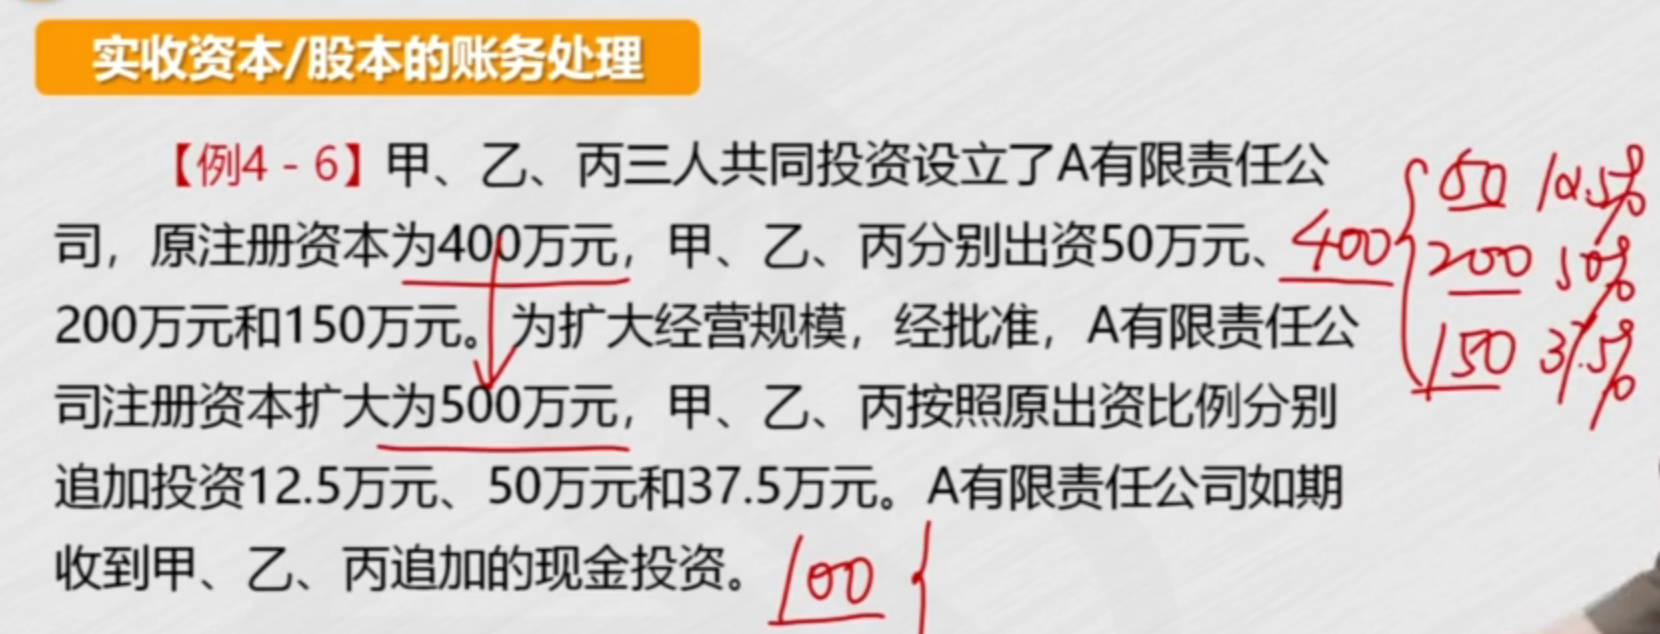 实收资本/股本的账务处理
【例4-6】甲、乙、丙三人共同投资设立了A有限责任公
司，原注册资本为400万元，甲、乙、丙分别出资50万元、
200万元和150万元。为扩大经营规模，经批准，A有限责任公
司注册资本扩大为500万元，甲、乙、丙按照原出资比例分别
追加投资12.5万元、50万元和37.5万元。A有限责任公司如期
收到甲、乙、丙追加的现金投资。
400
50 12.5%
200 50%
150 37.5%
100